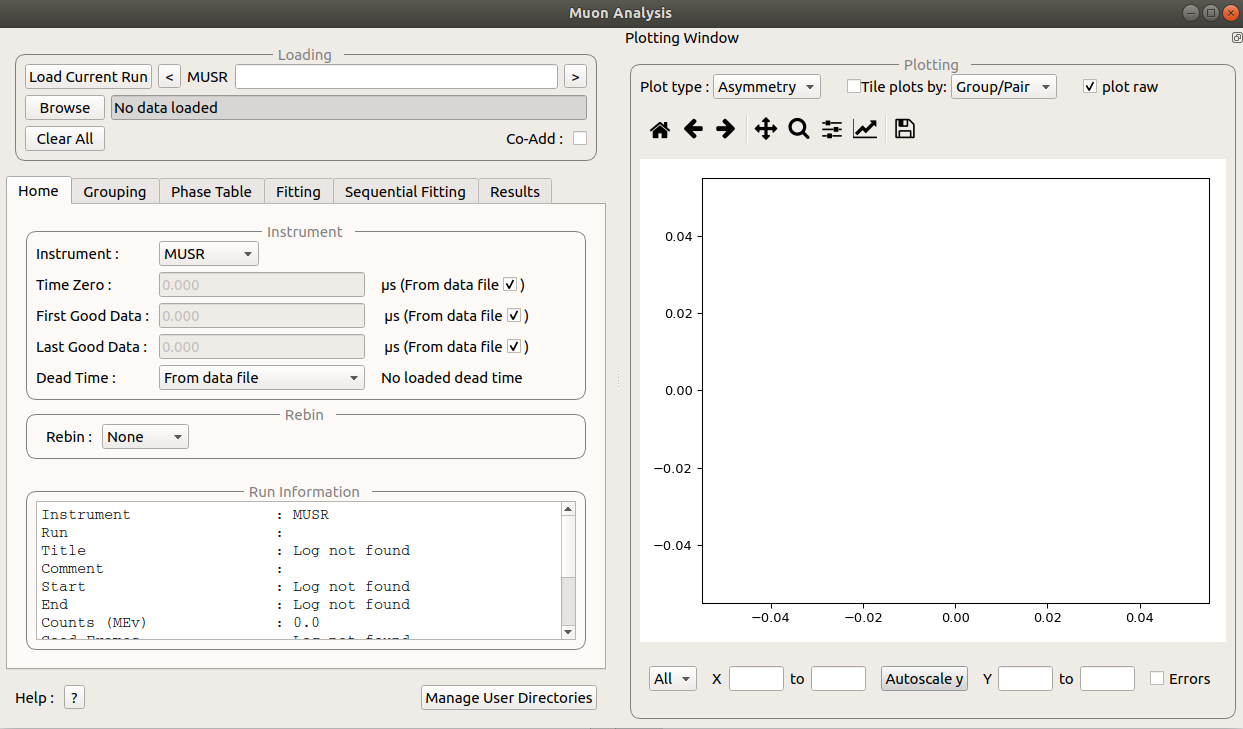 Muon Analysis
Loading
Load Current Run < MUSR >
Browse No data loaded
Clear All Co-Add :
Home Grouping Phase Table Fitting Sequential Fitting Results
Instrument
Instrument : MUSR
Time Zero : 0.000 µs (From data file )
First Good Data : 0.000 µs (From data file )
Last Good Data : 0.000 µs (From data file )
Dead Time : From data file No loaded dead time
Rebin
Rebin : None
Run Information
Instrument : MUSR
Run :
Title : Log not found
Comment :
Start : Log not found
End : Log not found
Counts (MEv) : 0.0
Good Frames : Log not found
Help : ? Manage User Directories
Plotting Window
Plotting
Plot type : Asymmetry Tile plots by: Group/Pair plot raw
0.04
0.02
0.00
−0.02
−0.04
−0.04 −0.02 0.00 0.02 0.04
All X to Autoscale y Y to Errors